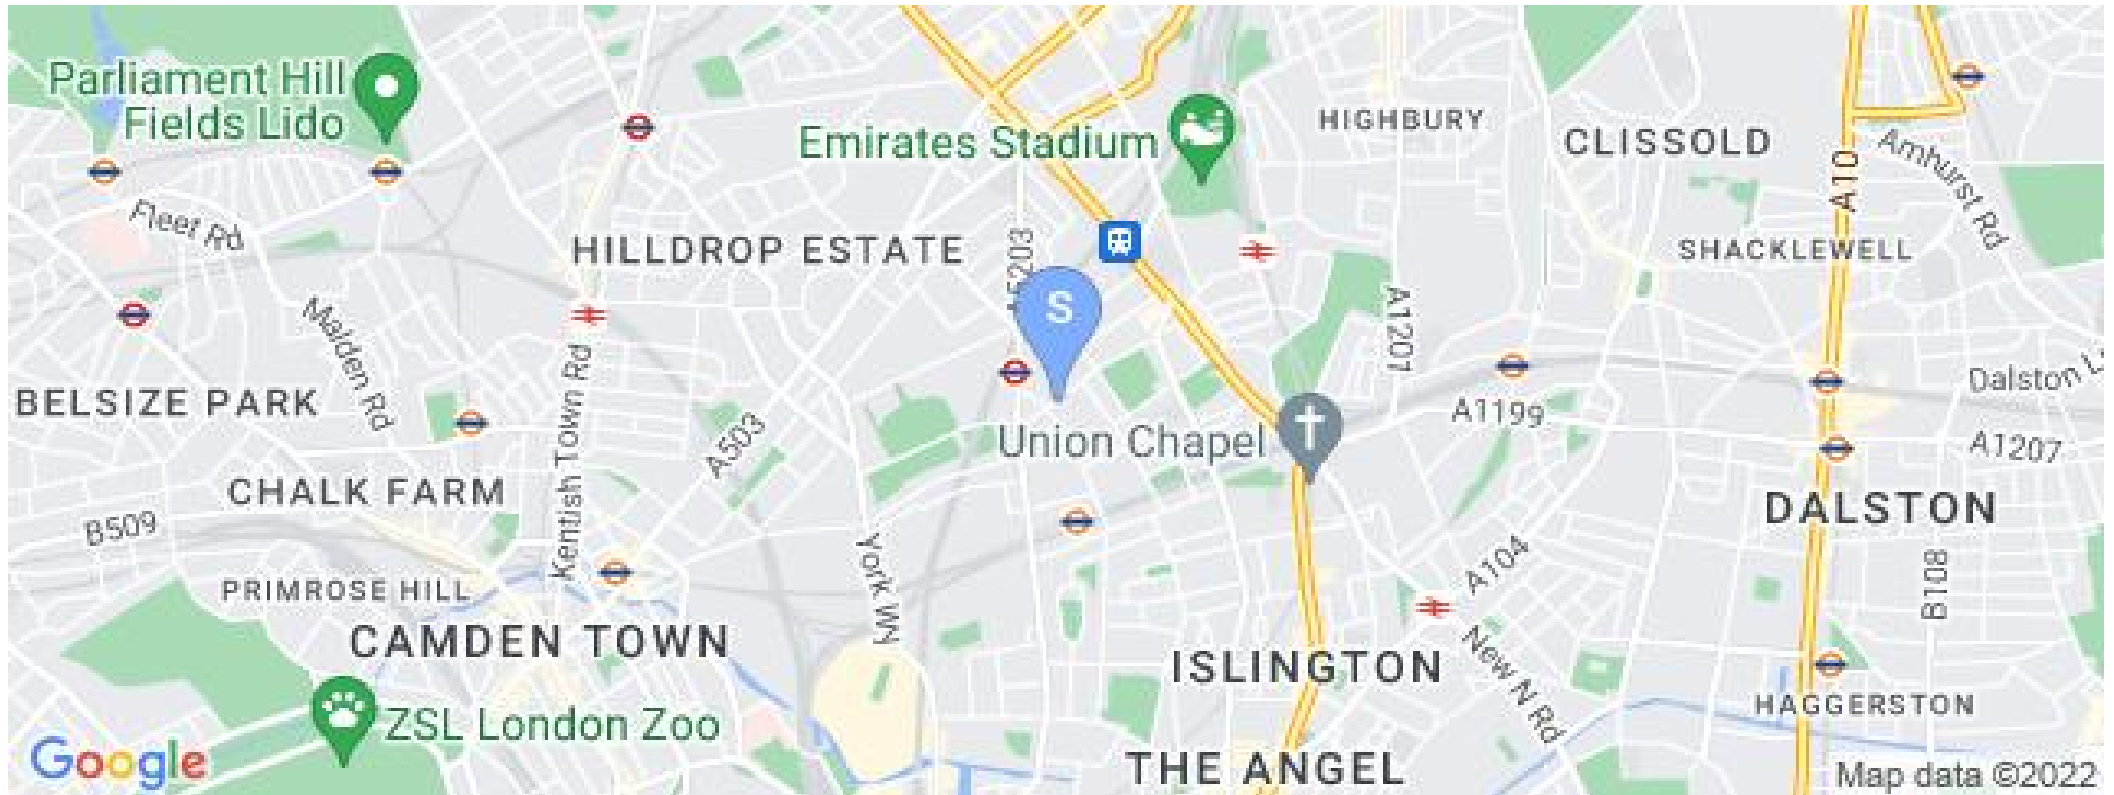 Parliament Hill
Fields Lido
Emirates Stadium
HIGHBURY
CLISSOLD
A10
Amhurst Rd
Fleet Rd
HILLDROP ESTATE
A5203
SHACKLEWELL
S
Malden Rd
A1207
Kentish Town Rd
BELSIZE PARK
Dalston
A1199
A503
Union Chapel
A1207
CHALK FARM
DALSTON
B509
York Wy
A104
B108
PRIMROSE HILL
CAMDEN TOWN
ISLINGTON
New N Rd
HAGGERSTON
ZSL London Zoo
Google
THE ANGEL
Map data ©2022